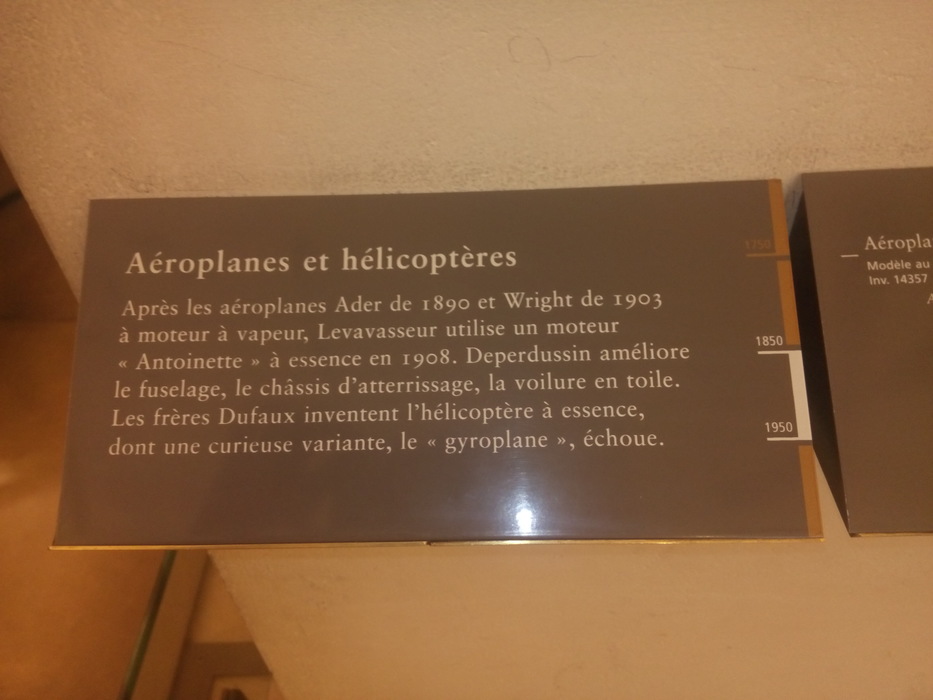 Aéroplanes et hélicoptères
Après les aéroplanes Ader de 1890 et Wright de 1903
à moteur à vapeur, Levavasseur utilise un moteur
« Antoinette » à essence en 1908. Deperdussin améliore
le fuselage, le châssis d'atterrissage, la voilure en toile.
Les frères Dufaux inventent l'hélicoptère à essence,
dont une curieuse variante, le « gyroplane », échoue.
1750
1850
1950
Aéropla
Modèle au
Inv. 14357